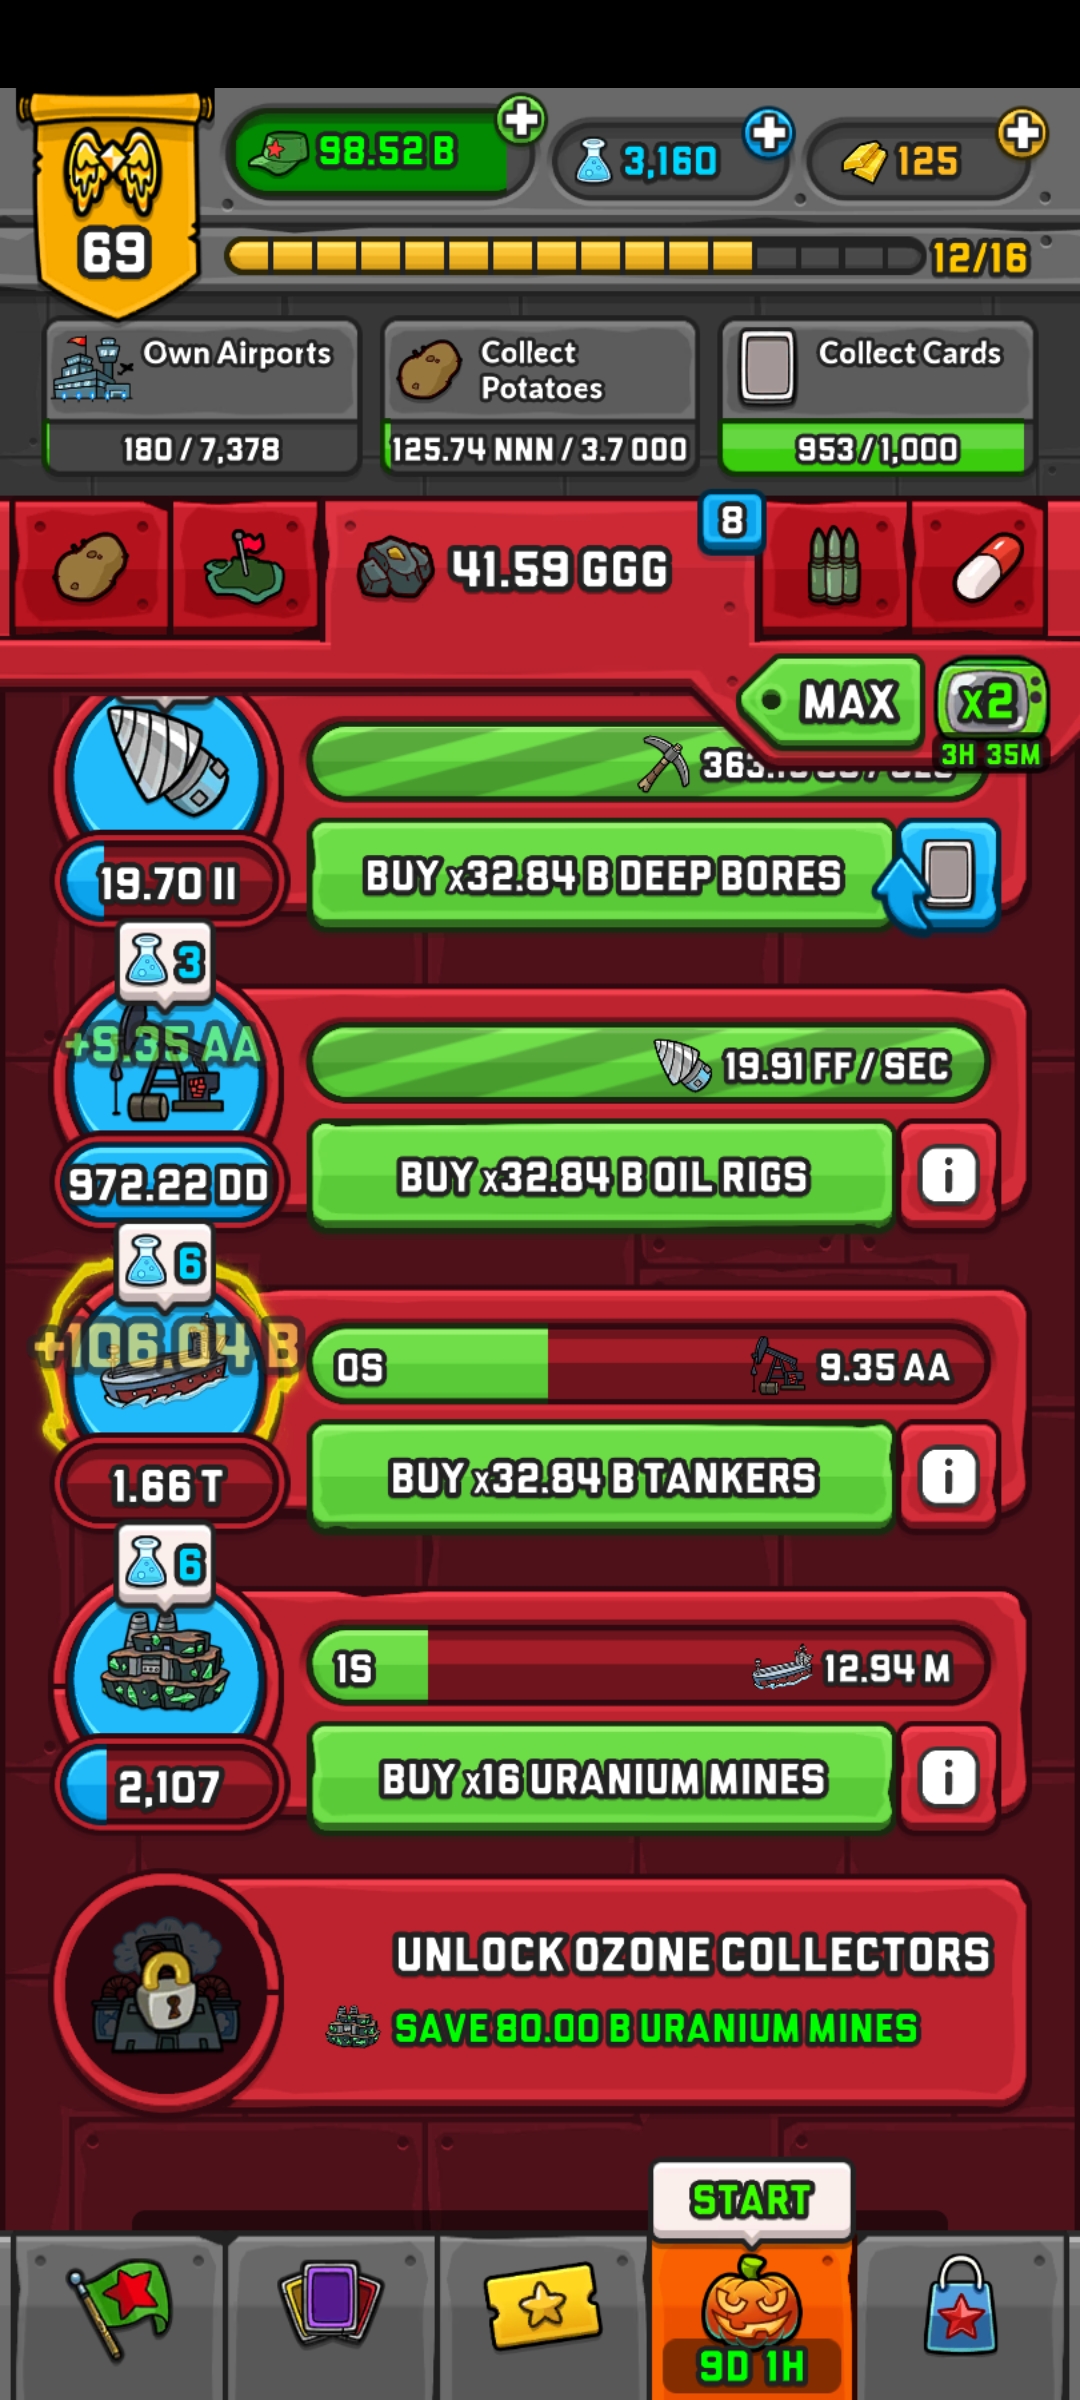 98.52 B
3,160
125
69
12/16
Own Airports
180 / 7,378
Collect
Potatoes
125.74 NNN / 3.7 OOO
Collect Cards
953 / 1,000
41.59 GGG
8
MAX
x2
3H 35M
19.70 II
BUY x32.84 B DEEP BORES
3
+9.35 AA
19.91 FF / SEC
972.22 DD
BUY x32.84 B OIL RIGS
6
+106.04 B
0S
9.35 AA
1.66 T
BUY x32.84 B TANKERS
6
1S
12.94 M
2,107
BUY x16 URANIUM MINES
UNLOCK OZONE COLLECTORS
SAVE 80.00 B URANIUM MINES
START
9D 1H